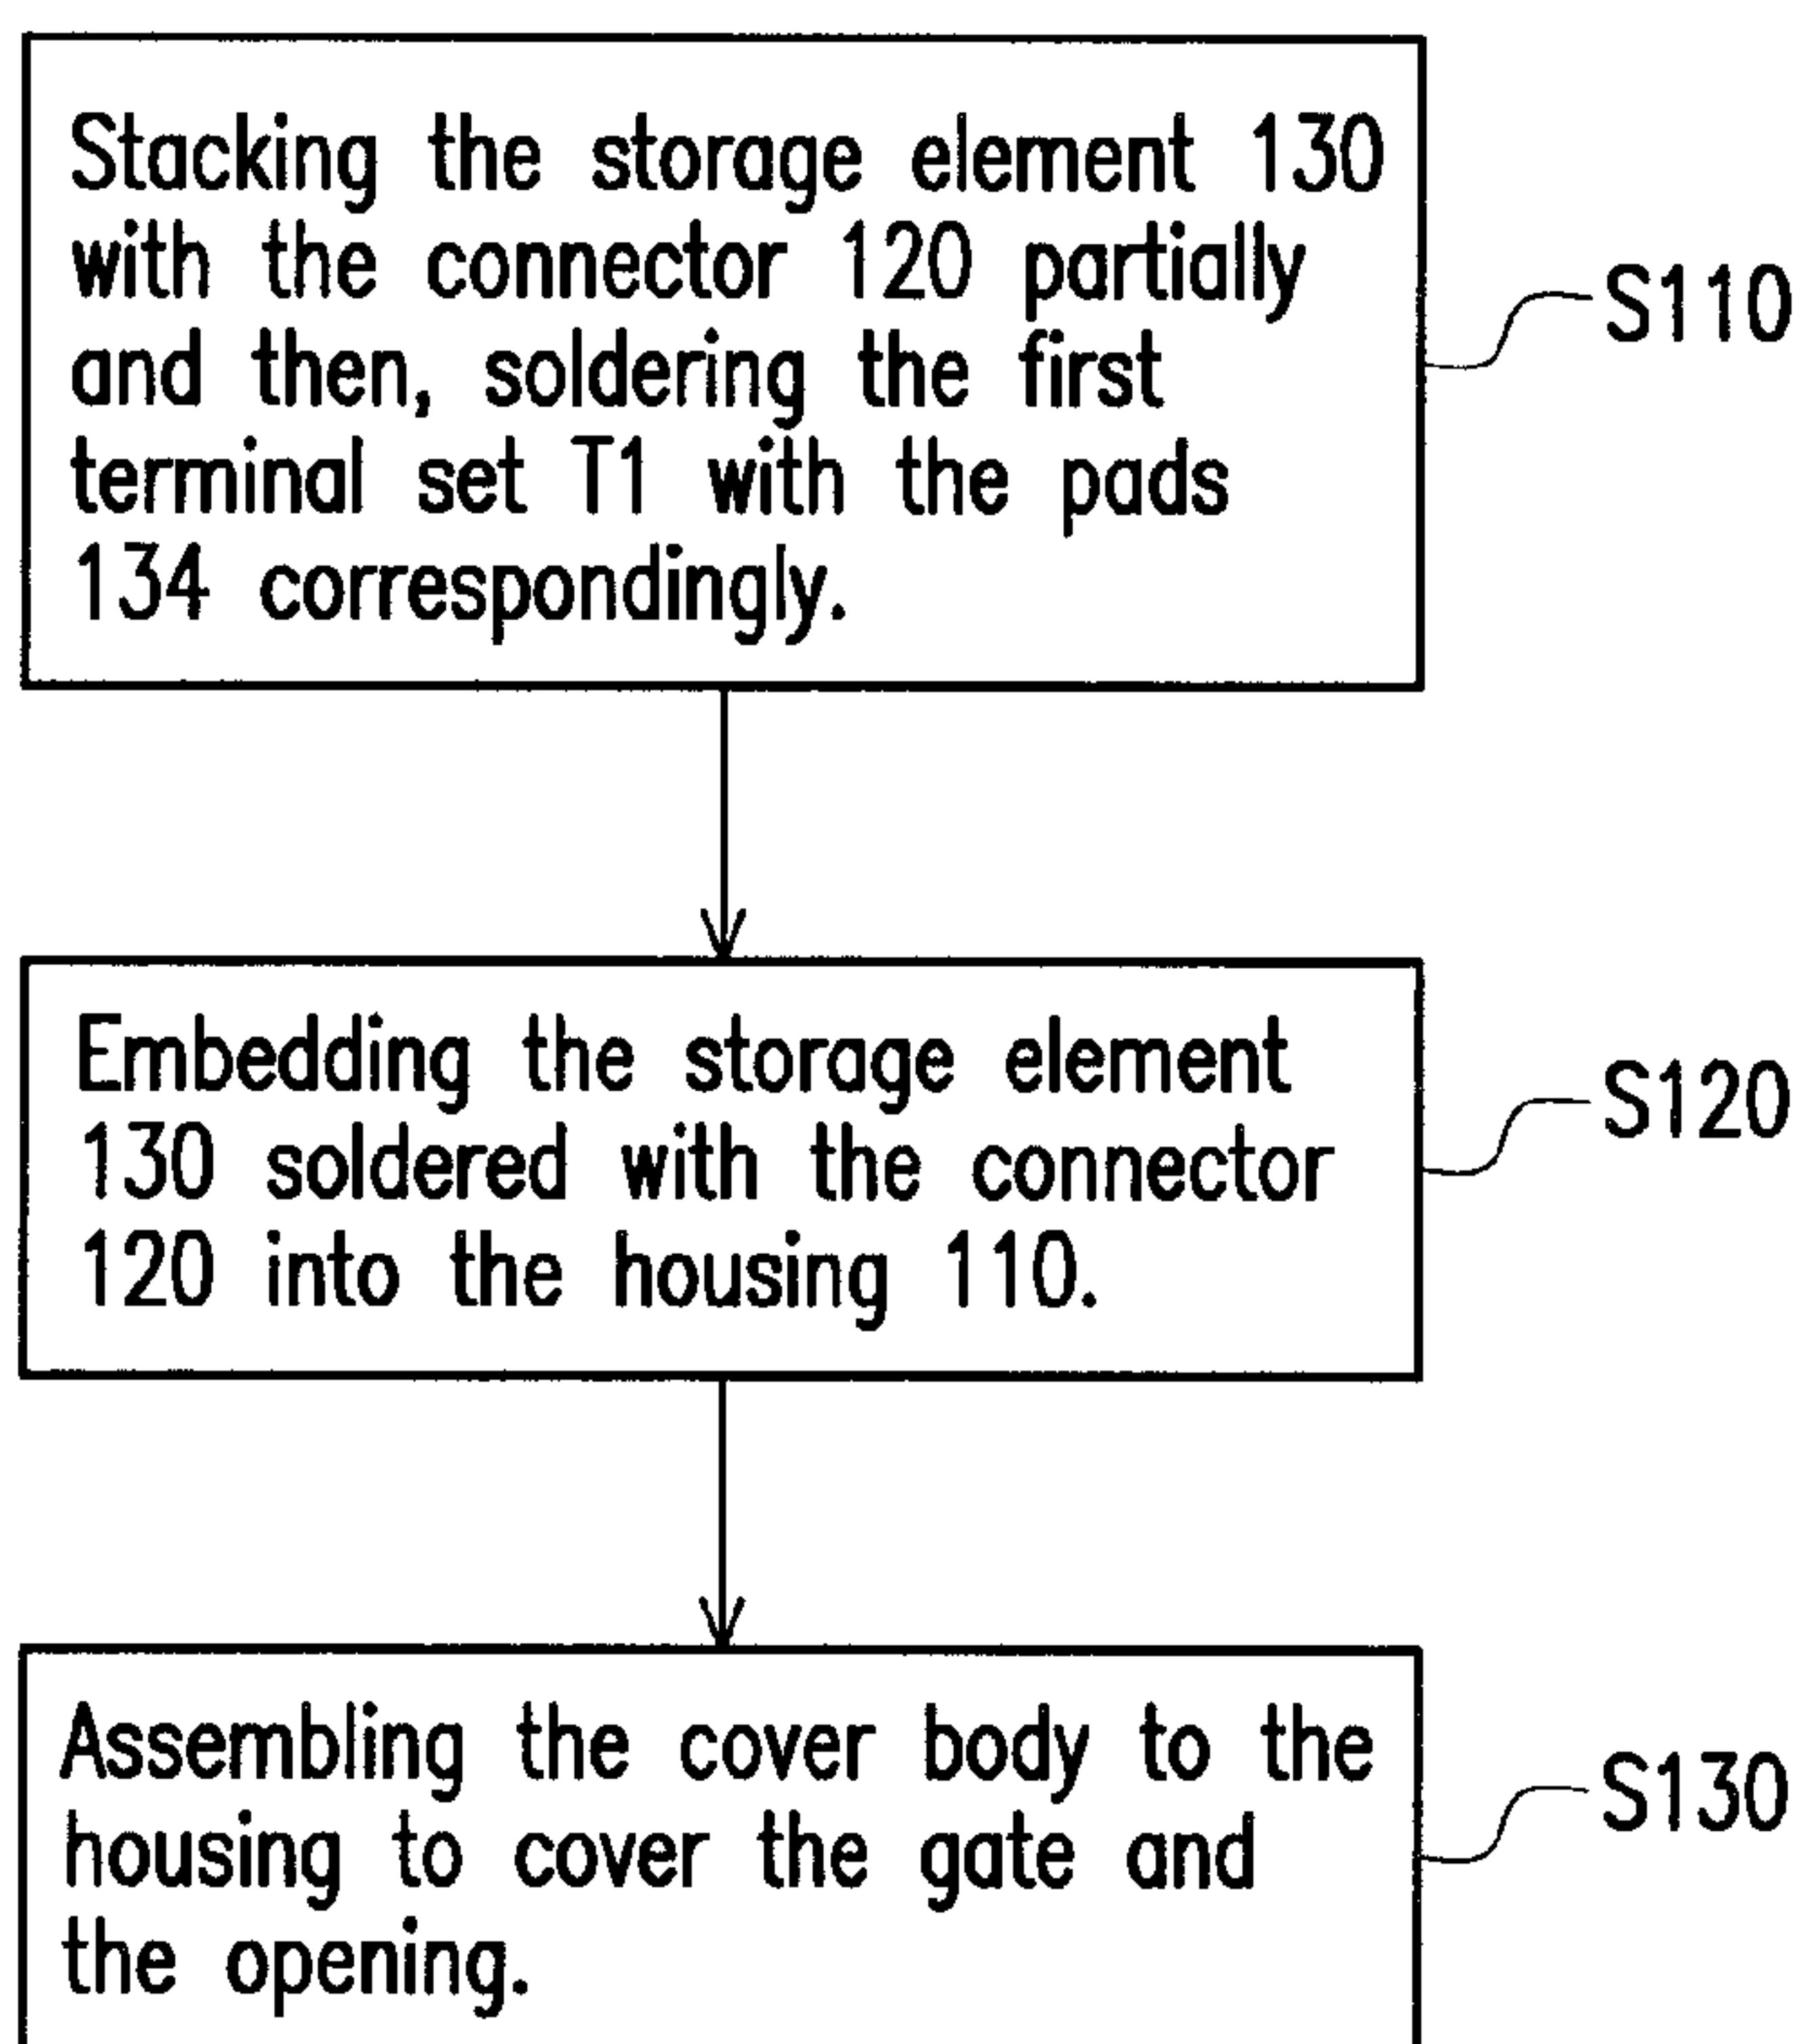 Stacking the storage element 130
with the connector 120 partially
and then, soldering the first
terminal set T1 with the pads
134 correspondingly.
S110
Embedding the storage element
130 soldered with the connector
120 into the housing 110.
S120
Assembling the cover body to the
housing to cover the gate and
the opening.
S130